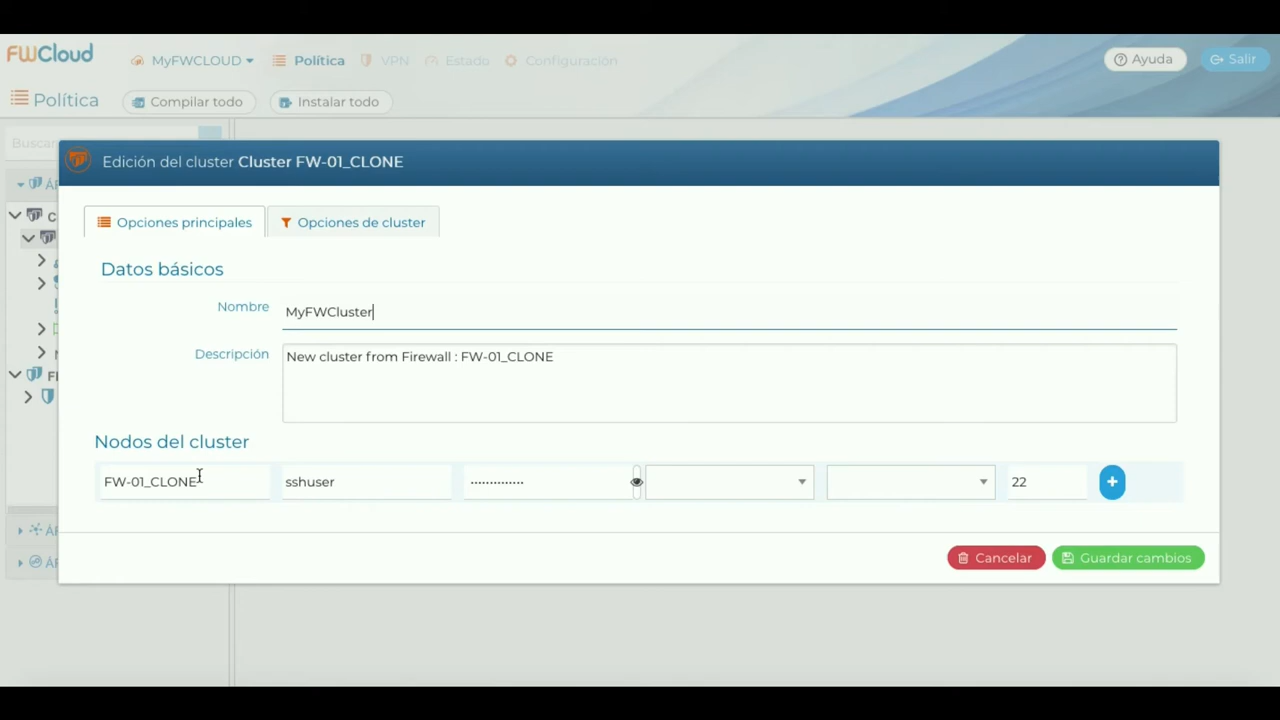 FWCloud
MyFWCLOUD
Política
VPN
Estado
Configuración
Ayuda
Salir
Política
Compilar todo
Instalar todo
Buscar
Edición del cluster Cluster FW-01_CLONE
Opciones principales
Opciones de cluster
Datos básicos
Nombre
MyFWCluster
Descripción
New cluster from Firewall : FW-01_CLONE
Nodos del cluster
FW-01_CLONE
sshuser
22
+
Cancelar
Guardar cambios